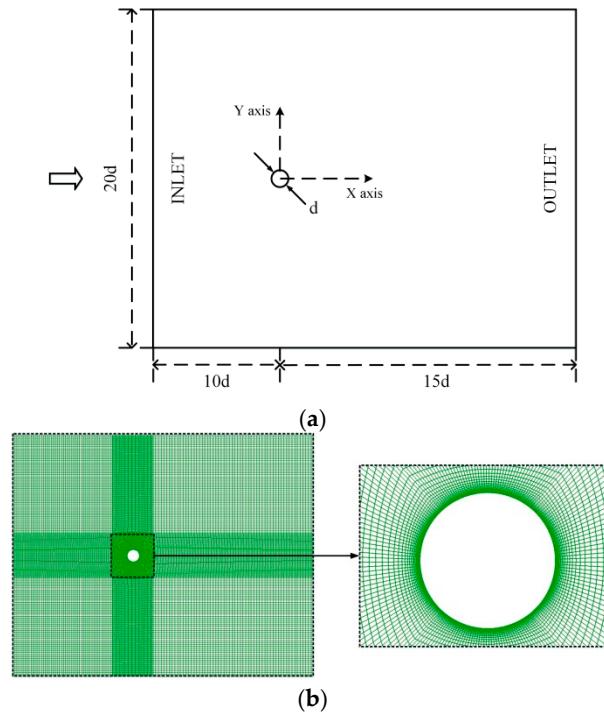 Y axis
INLET
OUTLET
20d
X axis
d
10d
15d
(a)
(b)